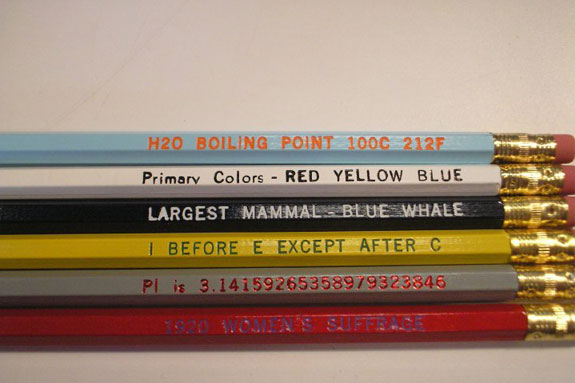 H2O BOILING POINT 100C 212F
Primary Colors - RED YELLOW BLUE
LARGEST MAMMAL - BLUE WHALE
I BEFORE E EXCEPT AFTER C
PI is 3.14159265358979323846
1920 WOMEN'S SUFFRAGE